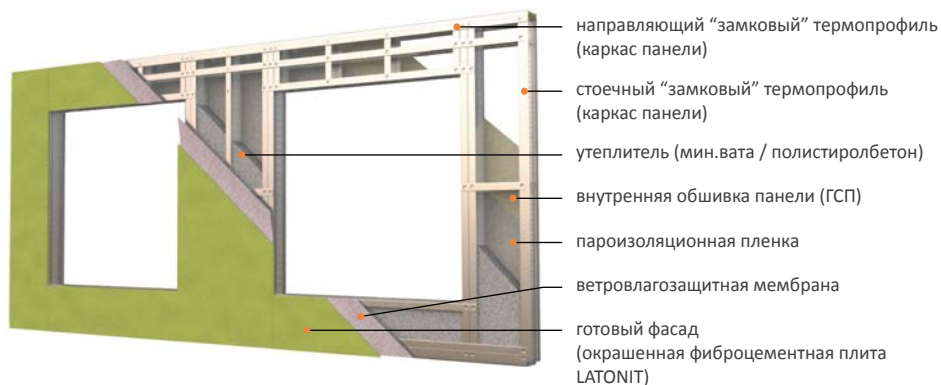 направляющий “замковый” термопрофиль
(каркас панели)
стоечный “замковый” термопрофиль
(каркас панели)
утеплитель (мин.вата / полистиролбетон)
внутренняя обшивка панели (ГСП)
пароизоляционная пленка
ветровлагозащитная мембрана
готовый фасад
(окрашенная фиброцементная плита
LATONIT)